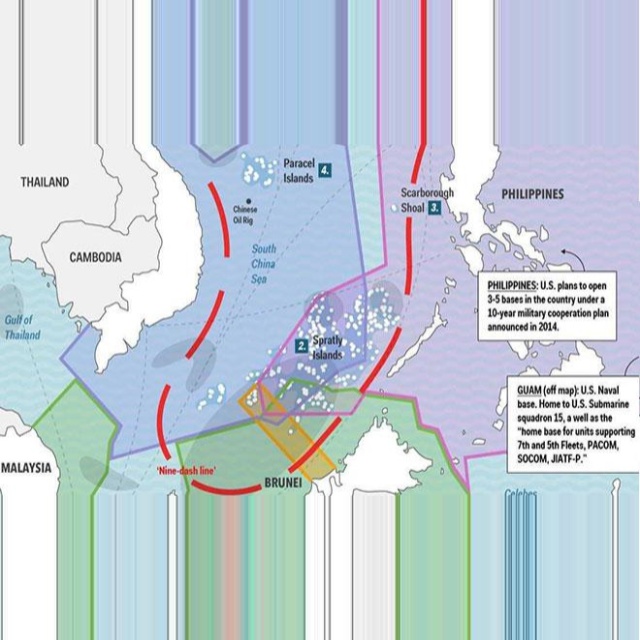 Paracel
Islands
4.
THAILAND
Chinese
Oil Rig
Scarborough
Shoal 3.
PHILIPPINES
CAMBODIA
South
China
Sea
PHILIPPINES: U.S. plans to open
3-5 bases in the country under a
10-year military cooperation plan
announced in 2014.
Gulf of
Thailand
2.
Spratly
Islands
GUAM (off map): U.S. Naval
base. Home to U.S. Submarine
squadron 15, a well as the
"home base for units supporting
7th and 5th Fleets, PACOM,
SOCOM, JIATF-P."
MALAYSIA
'Nine-dash line'
BRUNEI